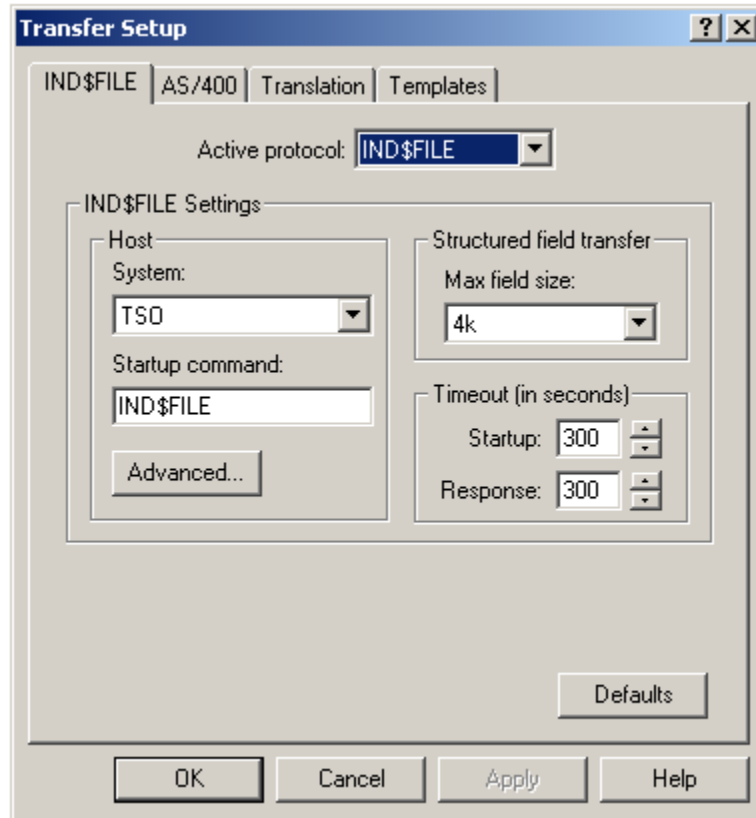 Transfer Setup
IND$FILE AS/400 Translation Templates
Active protocol: IND$FILE
IND$FILE Settings
Host
System:
TSO
Startup command:
IND$FILE
Advanced...
Structured field transfer
Max field size:
4k
Timeout (in seconds)
Startup: 300
Response: 300
Defaults
OK Cancel Apply Help